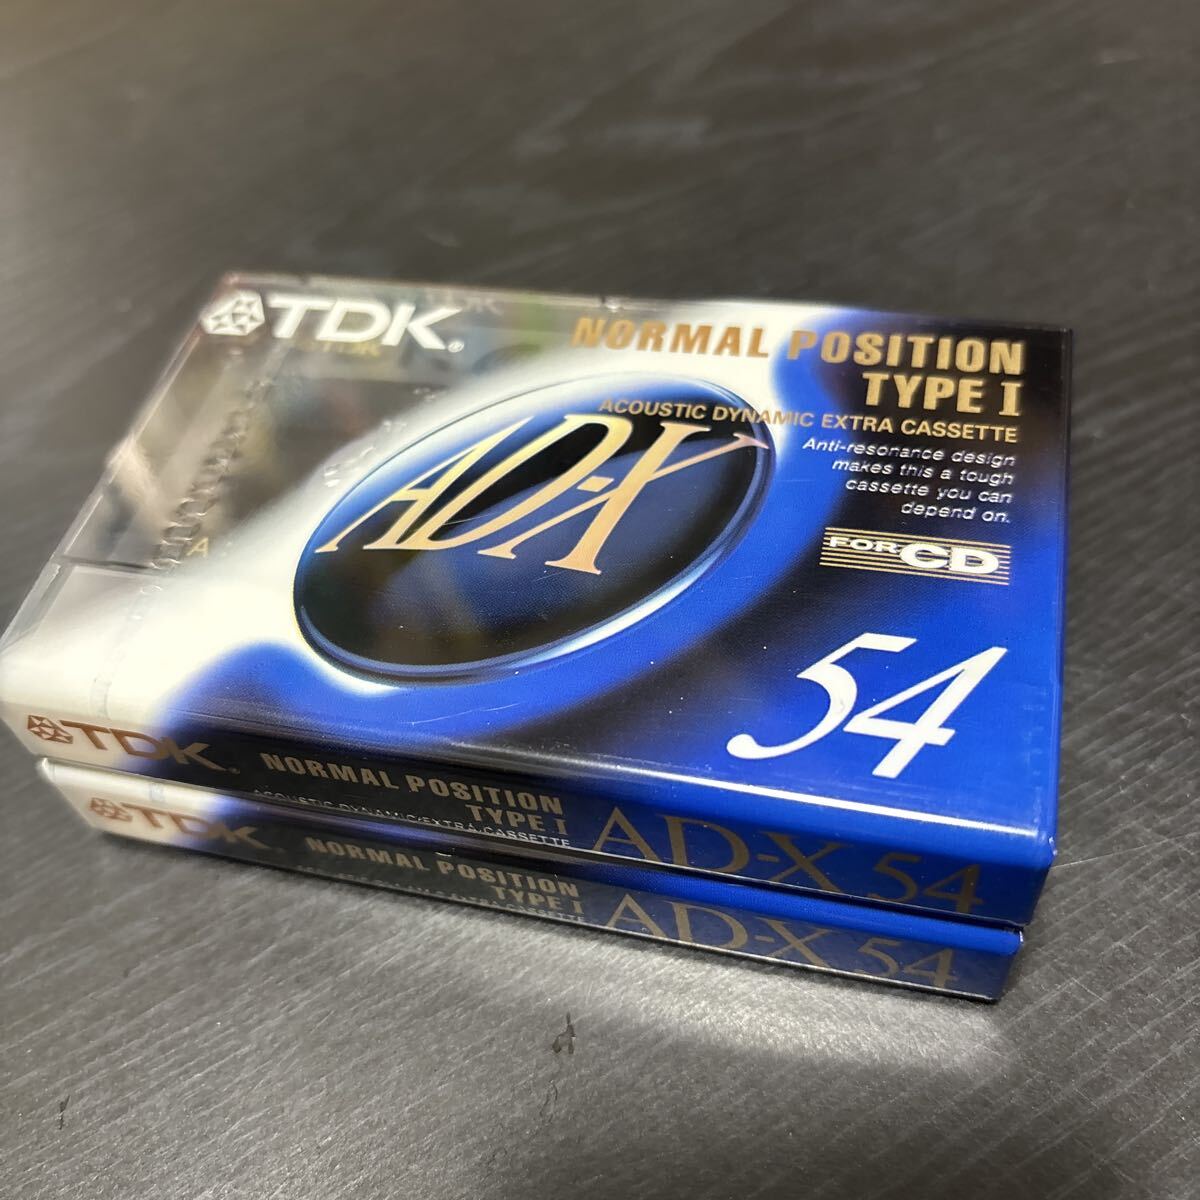 TDK.
NORMAL POSITION
TYPE I
ACOUSTIC DYNAMIC EXTRA CASSETTE
Anti-resonance design
makes this a tough
cassette you can
depend on.
FOR CD
AD-X
A
54
TDK.
NORMAL POSITION
TYPE I
ACOUSTIC DYNAMIC EXTRA CASSETTE
AD-X 54
TDK.
NORMAL POSITION
TYPE I
EXTRA CASSETTE
AD-X 54